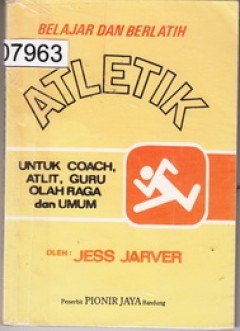 BELAJAR DAN BERLATIH
07963
ATLETIK
UNTUK COACH,
ATLIT, GURU
OLAH RAGA
dan UMUM
OLEH: JESS JARVER
Penerbit PIONIR JAYA Bandung